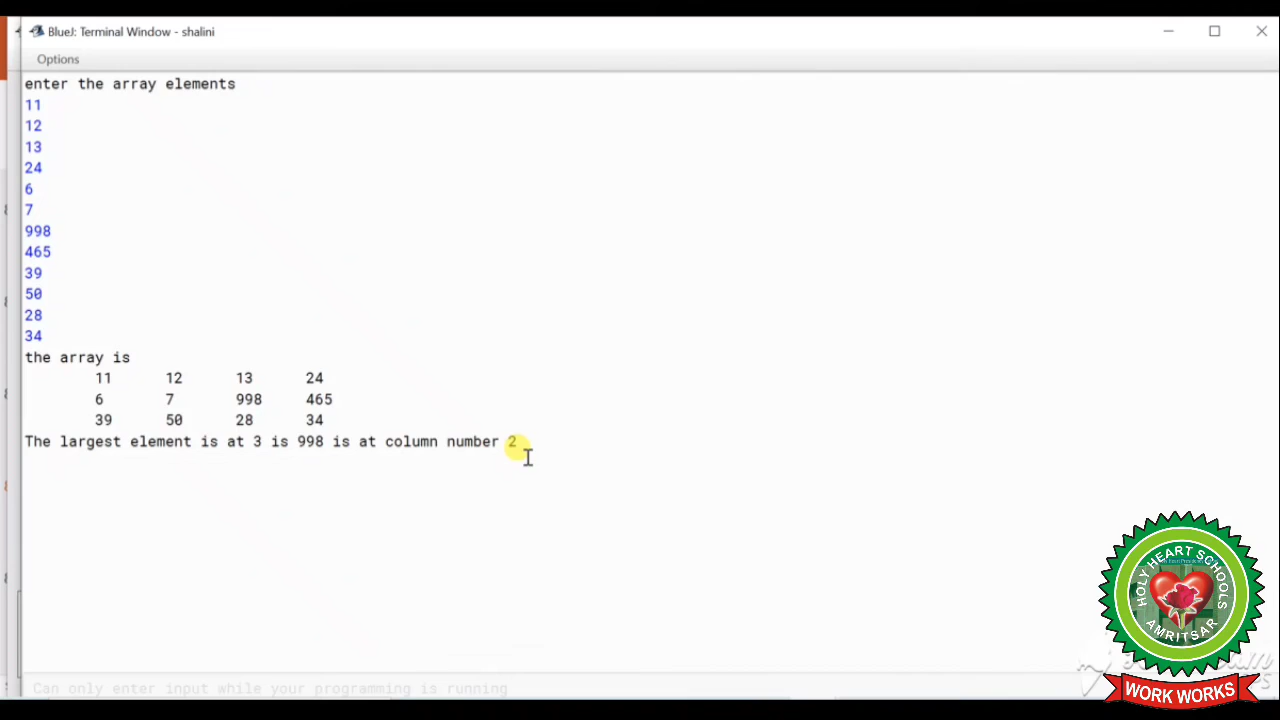 BlueJ: Terminal Window - shalini
Options
enter the array elements
11
12
13
24
6
7
998
465
39
50
28
34
the array is
11 12 13 24
6 7 998 465
39 50 28 34
The largest element is at 3 is 998 is at column number 2
Can only enter input while your programming is running
HOLY HEART SCHOOLS
AMRITSAR
WORK WORKS